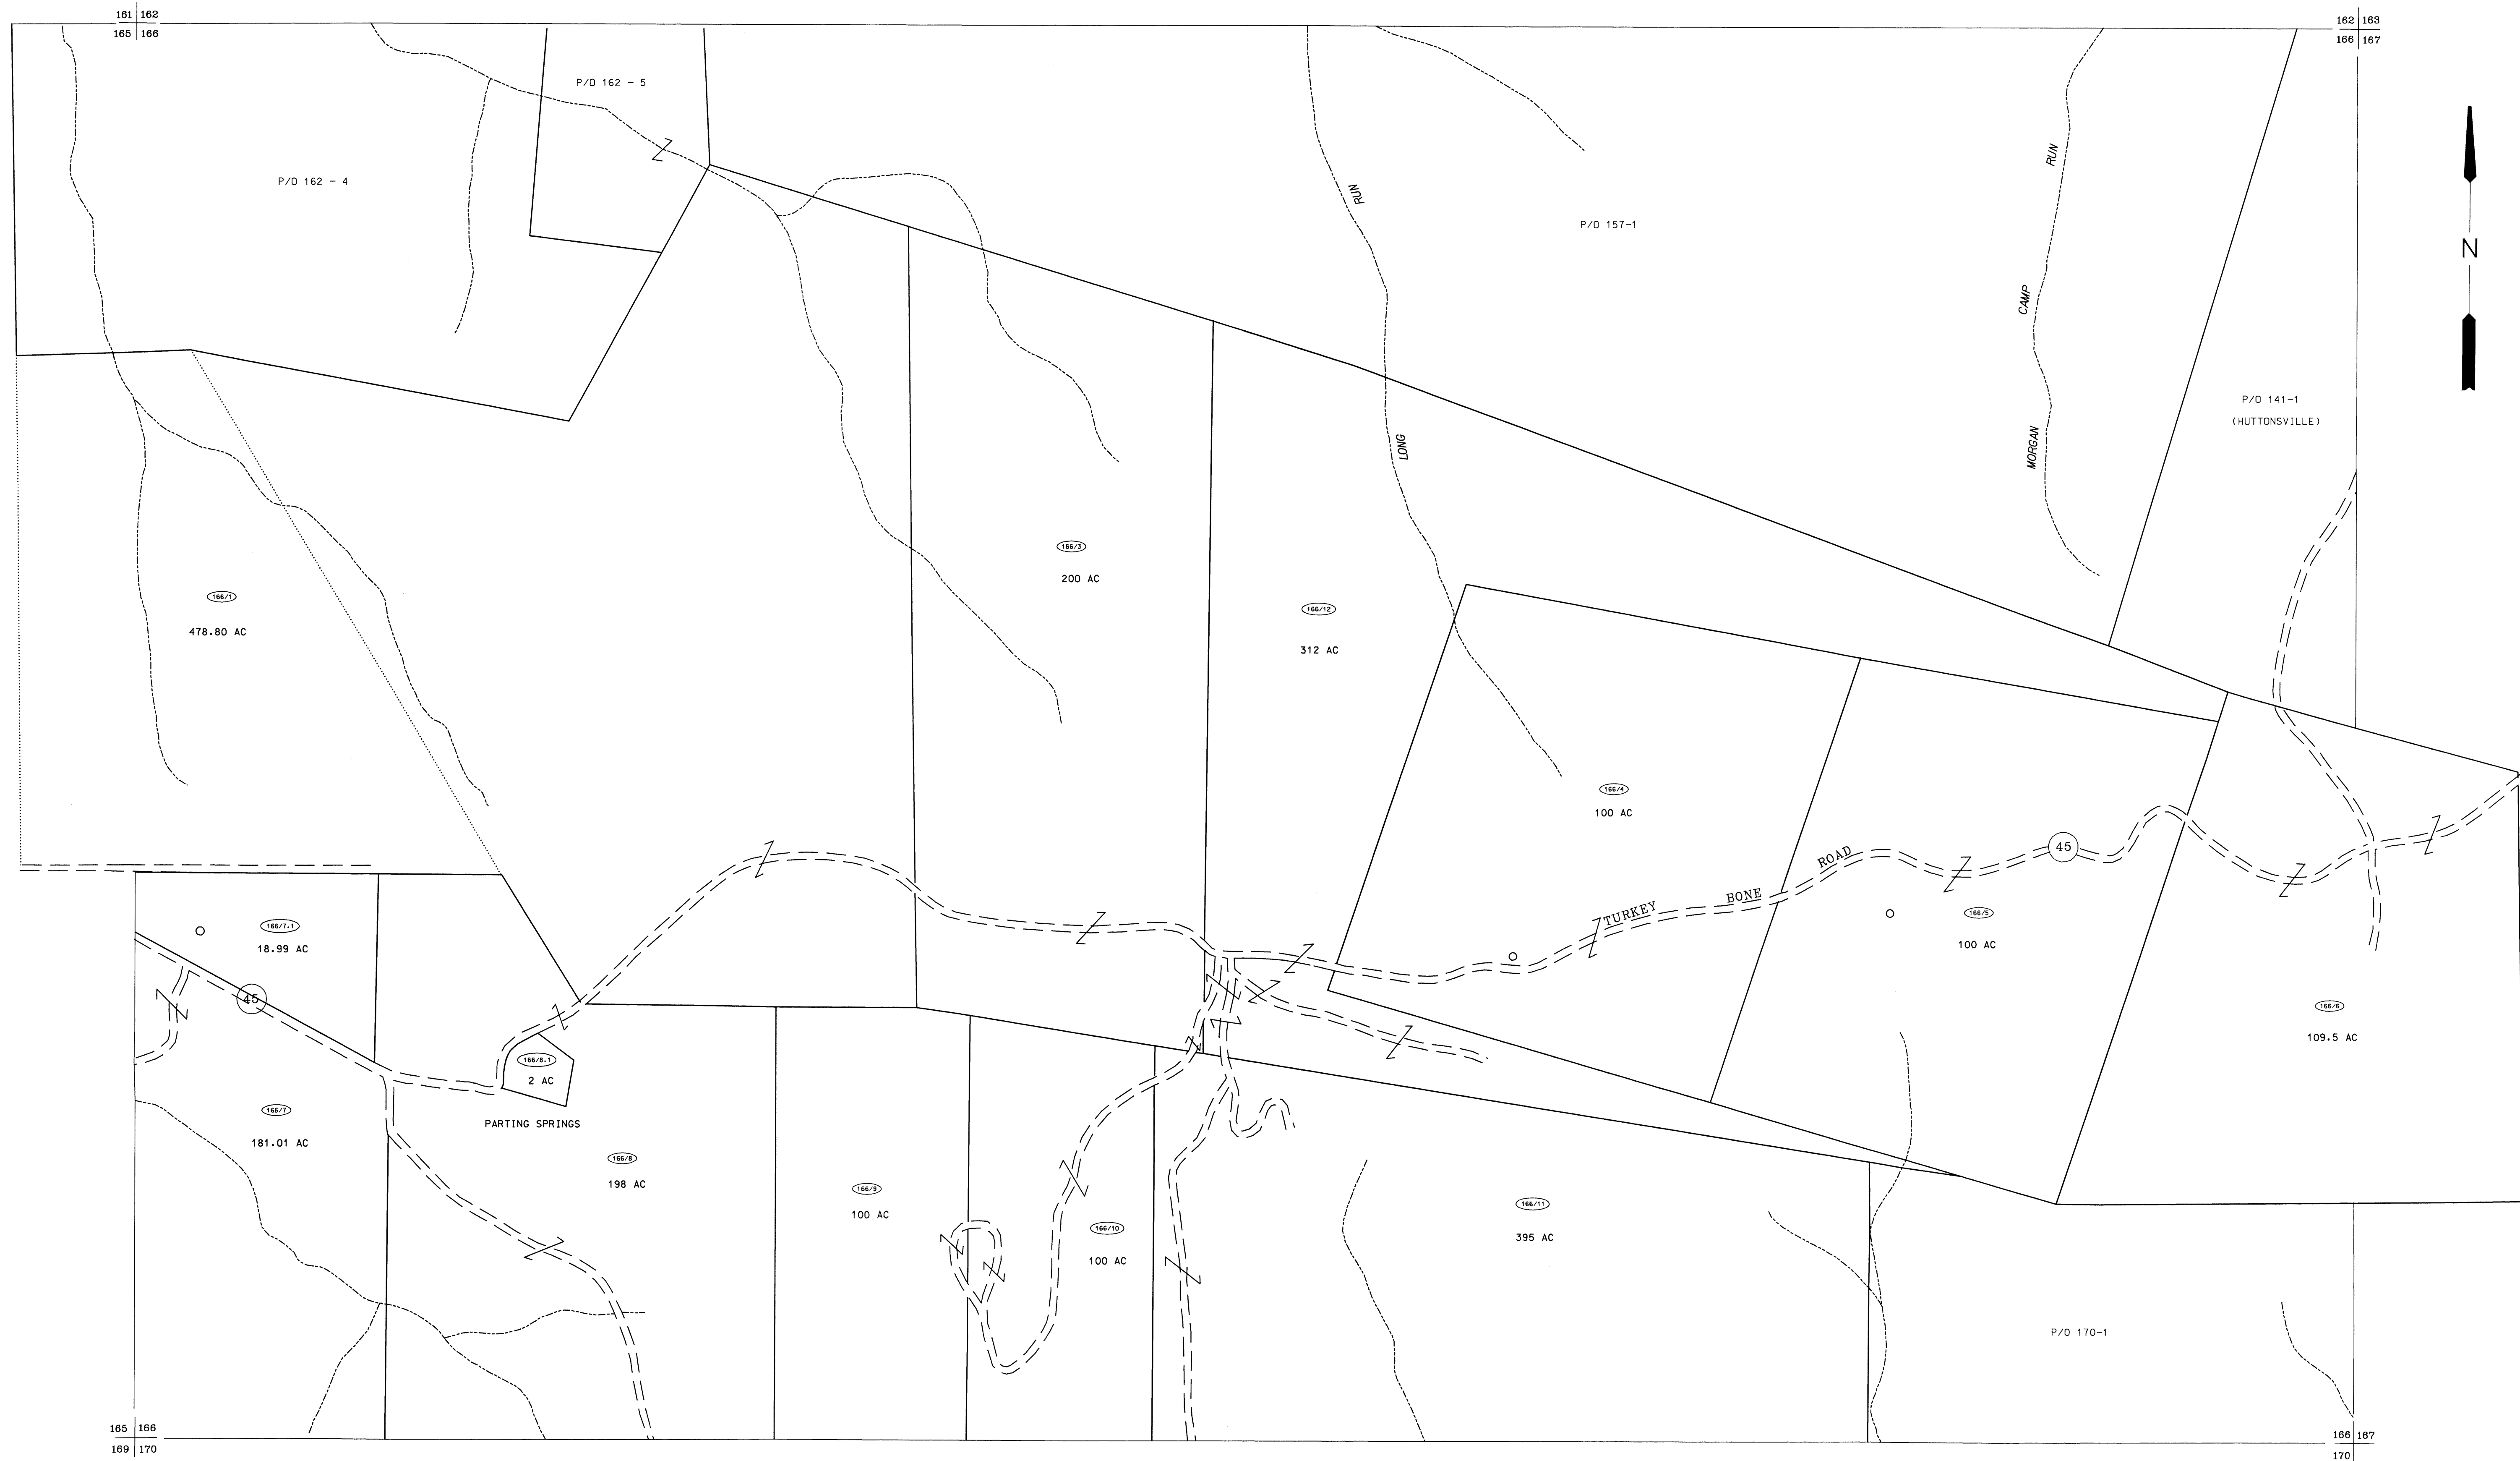 161 162
165 166
162 163
166 167
P/O 162 - 5
P/O 162 - 4
RUN
LONG
P/O 157-1
RUN
CAMP
MORGAN
N
P/O 141-1
(HUTTONSVILLE)
166/3
200 AC
166/1
478.80 AC
166/12
312 AC
166/4
100 AC
TURKEY BONE ROAD
45
166/5
100 AC
166/7.1
18.99 AC
45
166/6
109.5 AC
166/8.1
2 AC
166/7
181.01 AC
PARTING SPRINGS
166/8
198 AC
166/9
100 AC
166/10
100 AC
166/11
395 AC
P/O 170-1
165 166
169 170
166 167
170